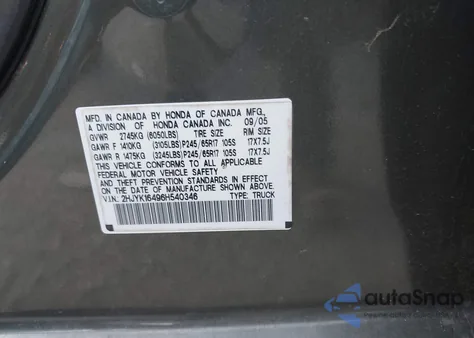 MFD. IN CANADA BY HONDA OF CANADA MFG.,
A DIVISION OF HONDA CANADA INC. 09/05
GVWR 2745KG (6050LBS) TIRE SIZE RIM SIZE
GAWR F 1410KG (3105LBS)P245/65R17 105S 17X7.5J
GAWR R 1475KG (3245LBS)P245/65R17 105S 17X7.5J
THIS VEHICLE CONFORMS TO ALL APPLICABLE
FEDERAL MOTOR VEHICLE SAFETY
STANDARDS IN EFFECT ON THE DATE OF
MANUFACTURE SHOWN ABOVE.
V.I.N.: 2HJYK16496H540346 TYPE: TRUCK
autoSnap